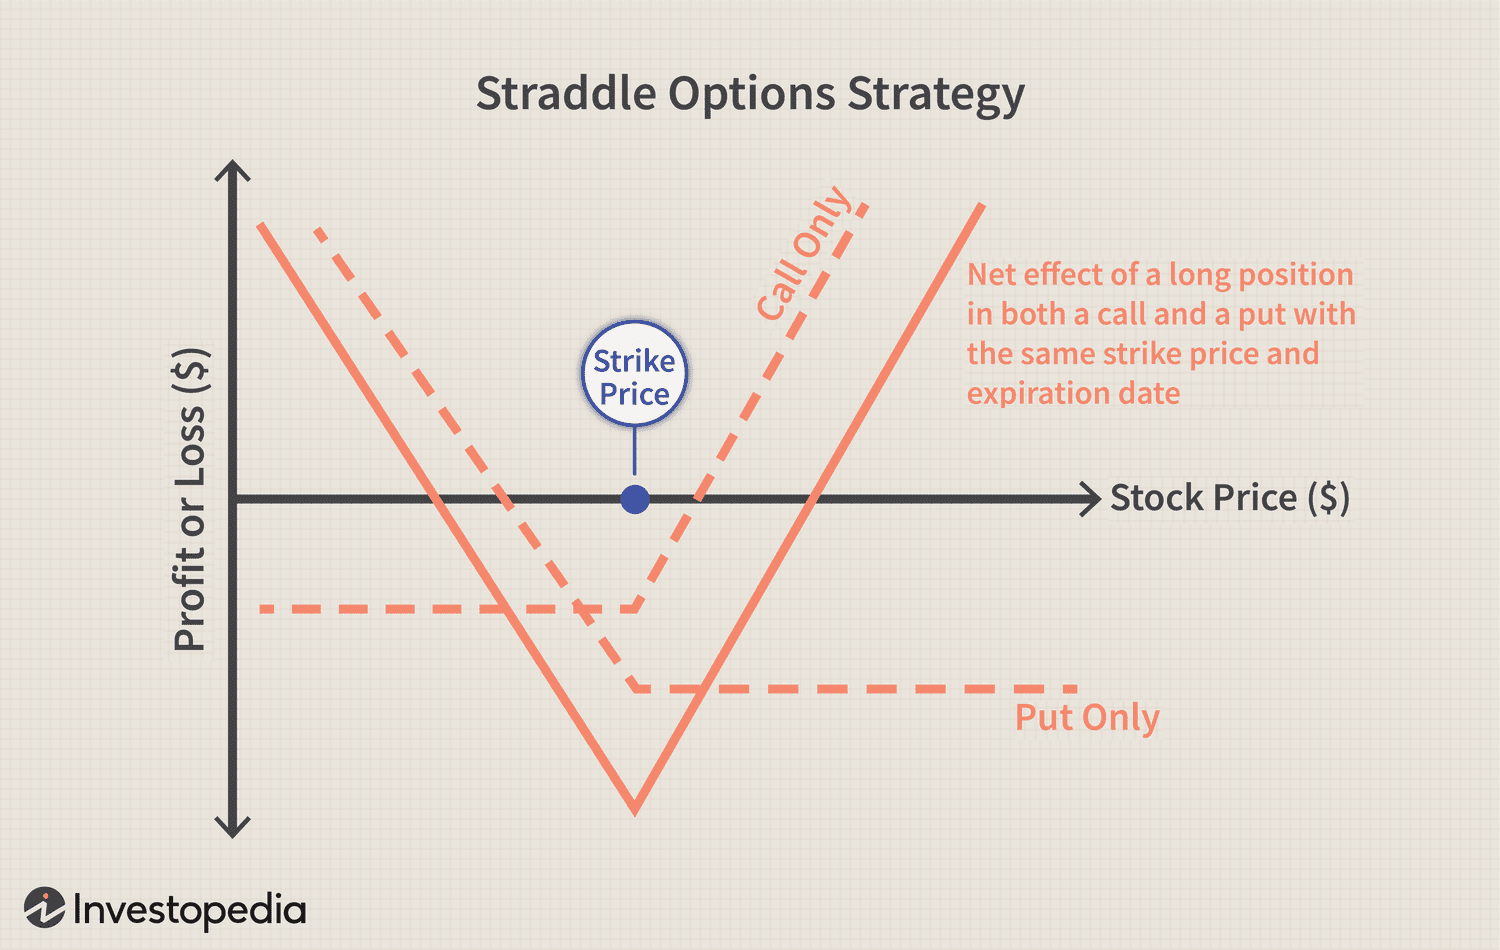 Straddle Options Strategy
Profit or Loss ($)
Call Only
Strike
Price
Net effect of a long position
in both a call and a put with
the same strike price and
expiration date
Stock Price ($)
Put Only
Investopedia